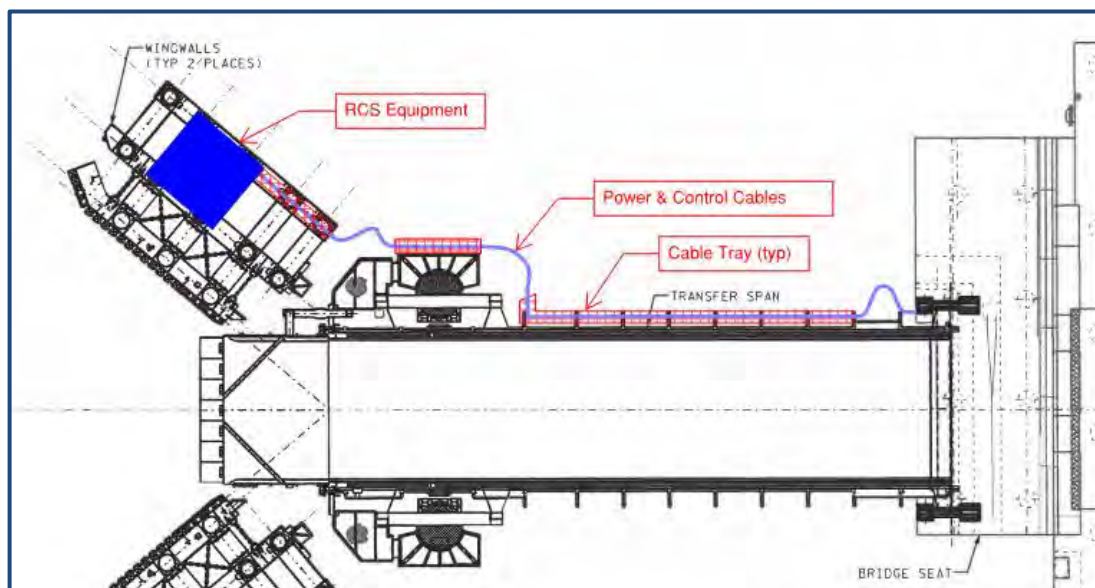 WINGWALLS
(TYP 2/PLACES)
RCS Equipment
Power & Control Cables
Cable Tray (typ)
TRANSFER SPAN
BRIDGE SEAT